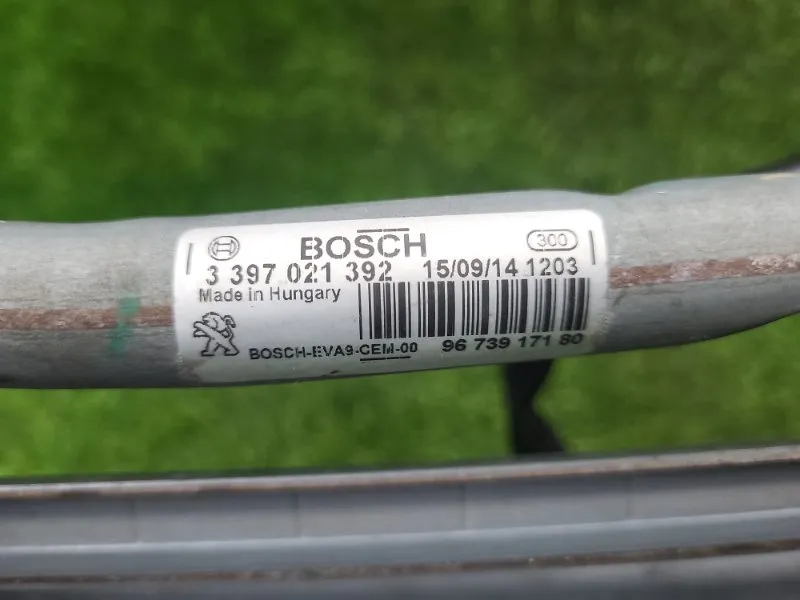 BOSCH 300
3 397 021 392 15/09/14 1203
Made in Hungary
BOSCH-EVA9-CEM-00 96 739 171 80